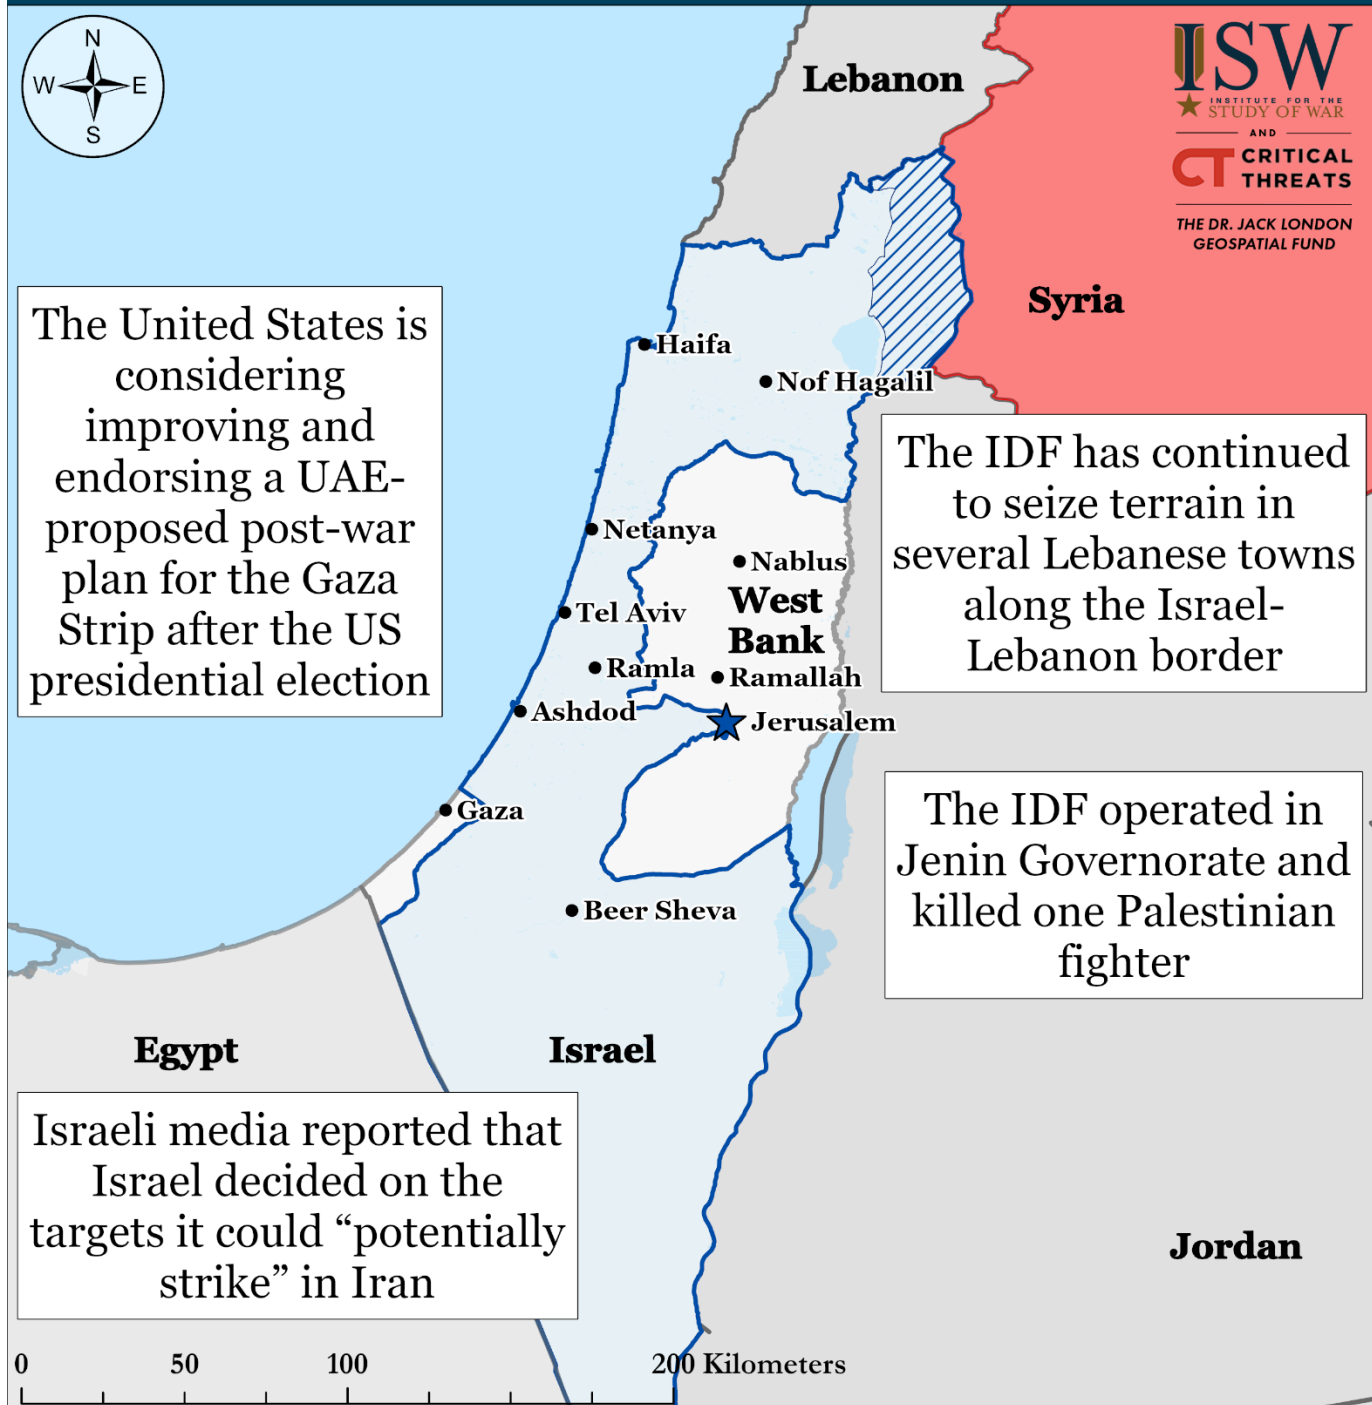 N
W
E
S
ISW
INSTITUTE FOR THE
STUDY OF WAR
AND
CT CRITICAL
THREATS
THE DR. JACK LONDON
GEOSPATIAL FUND
Lebanon
Syria
The United States is
considering
improving and
endorsing a UAE-
proposed post-war
plan for the Gaza
Strip after the US
presidential election
Haifa
Nof Hagalil
The IDF has continued
to seize terrain in
several Lebanese towns
along the Israel-
Lebanon border
Netanya
Nablus
West
Bank
Tel Aviv
Ramla
Ramallah
Ashdod
Jerusalem
Gaza
The IDF operated in
Jenin Governorate and
killed one Palestinian
fighter
Beer Sheva
Egypt
Israel
Israeli media reported that
Israel decided on the
targets it could “potentially
strike” in Iran
Jordan
0 50 100 200 Kilometers